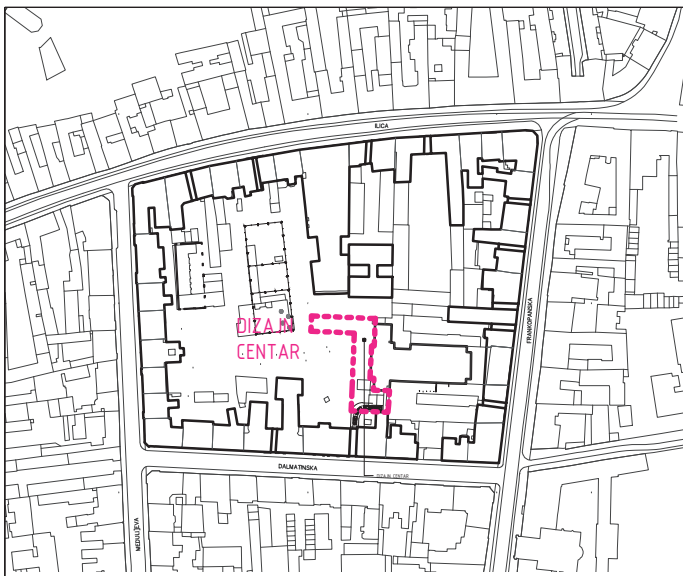 ILICA
FRANKOPANSKA
DIZAJN
CENTAR
DALMATINSKA
DIZAJN CENTAR
MEDULIĆEVA